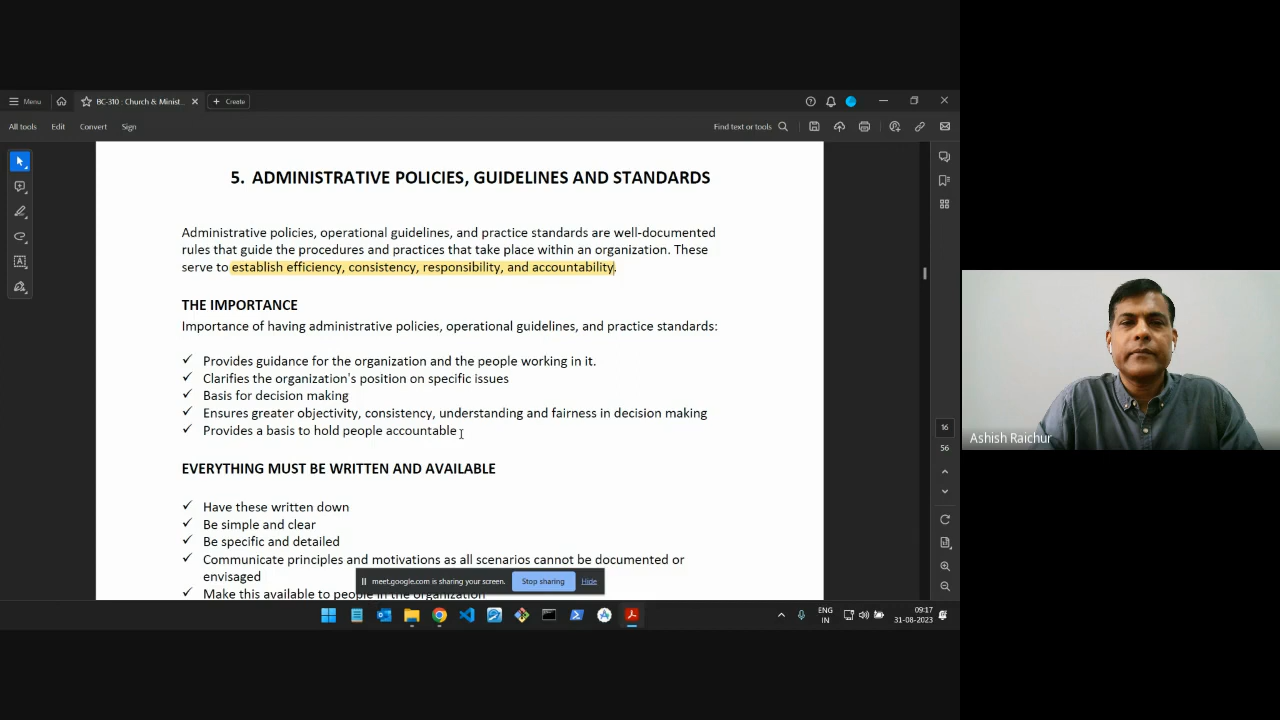 Menu
BC-310 : Church & Minist...
Create
All tools
Edit
Convert
Sign
Find text or tools
5. ADMINISTRATIVE POLICIES, GUIDELINES AND STANDARDS
Administrative policies, operational guidelines, and practice standards are well-documented
rules that guide the procedures and practices that take place within an organization. These
serve to establish efficiency, consistency, responsibility, and accountability.
THE IMPORTANCE
Importance of having administrative policies, operational guidelines, and practice standards:
✓ Provides guidance for the organization and the people working in it.
✓ Clarifies the organization's position on specific issues
✓ Basis for decision making
✓ Ensures greater objectivity, consistency, understanding and fairness in decision making
✓ Provides a basis to hold people accountable
EVERYTHING MUST BE WRITTEN AND AVAILABLE
✓ Have these written down
✓ Be simple and clear
✓ Be specific and detailed
✓ Communicate principles and motivations as all scenarios cannot be documented or
envisaged
✓ Make this available to people in the organization
meet.google.com is sharing your screen.
Stop sharing
Hide
16
56
ENG
IN
09:17
31-08-2023
Ashish Raichur